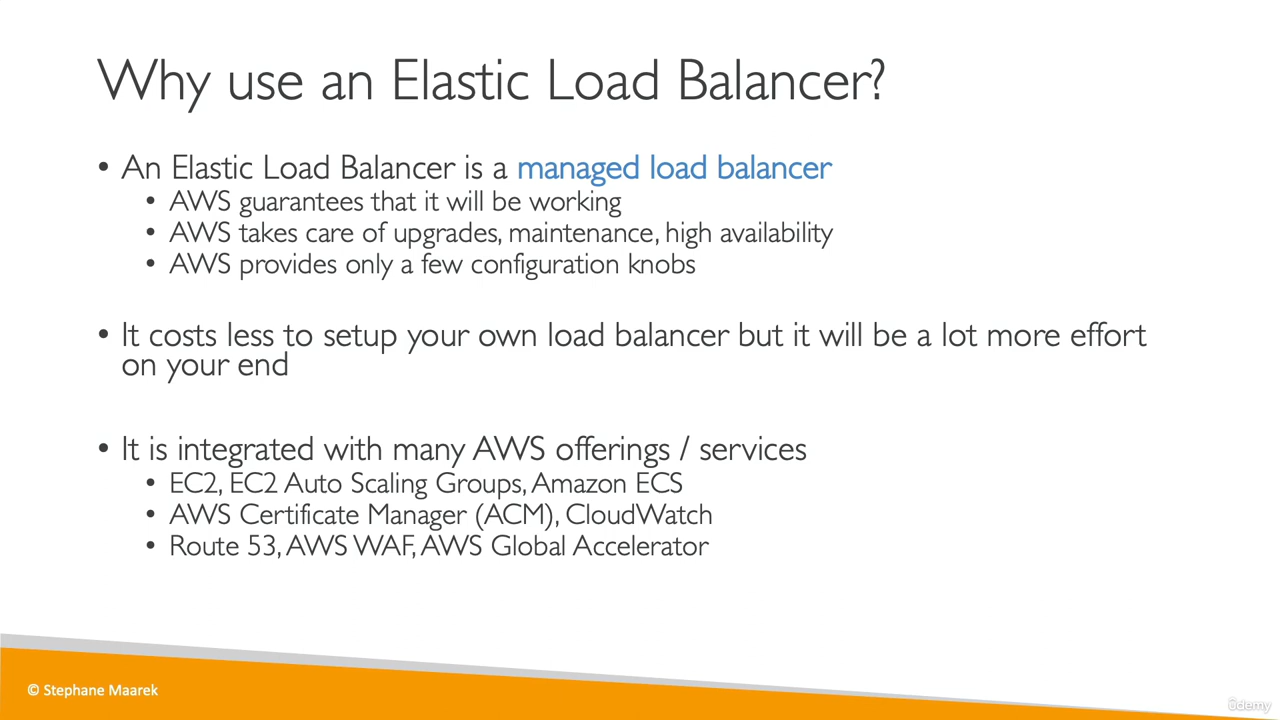 Why use an Elastic Load Balancer?
• An Elastic Load Balancer is a managed load balancer
• AWS guarantees that it will be working
• AWS takes care of upgrades, maintenance, high availability
• AWS provides only a few configuration knobs
• It costs less to setup your own load balancer but it will be a lot more effort
on your end
• It is integrated with many AWS offerings / services
• EC2, EC2 Auto Scaling Groups, Amazon ECS
• AWS Certificate Manager (ACM), CloudWatch
• Route 53, AWS WAF, AWS Global Accelerator
© Stephane Maarek
ûdemy